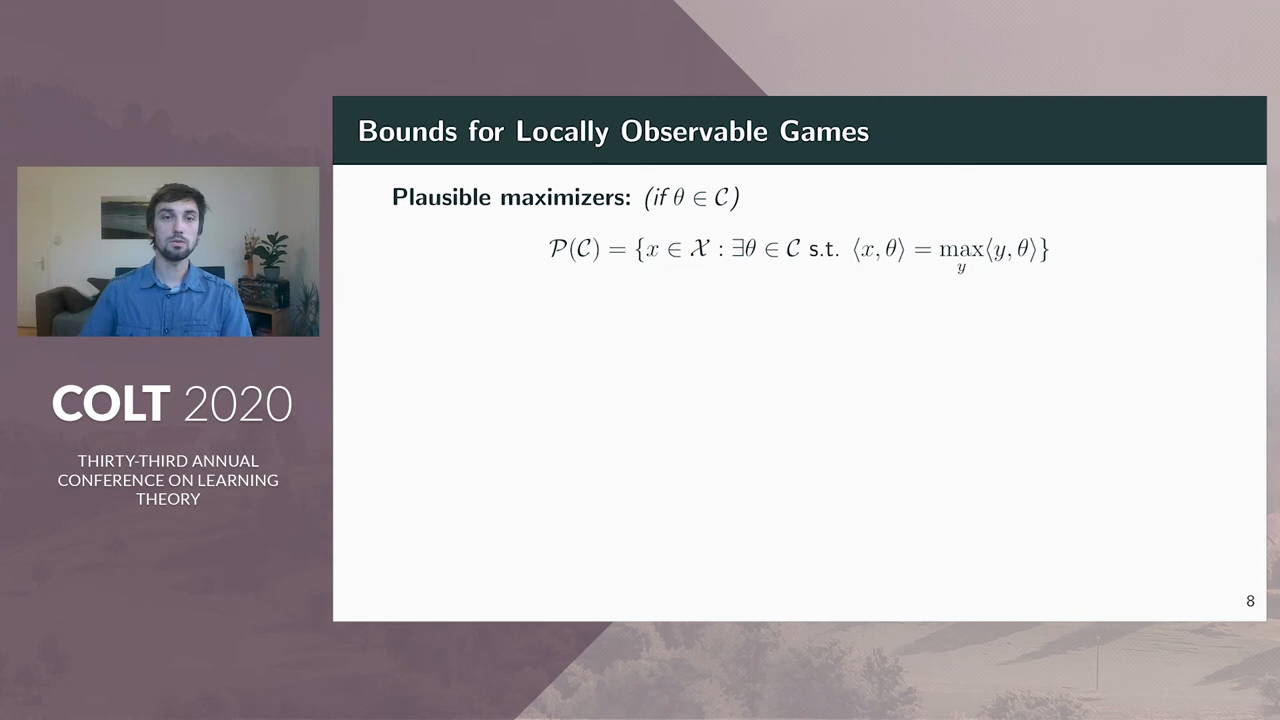 Bounds for Locally Observable Games
Plausible maximizers: (if θ ∈ 𝒞)
𝒫(𝒞) = {x ∈ 𝒳 : ∃θ ∈ 𝒞 s.t. ⟨x, θ⟩ = max_y⟨y, θ⟩}
COLT 2020
THIRTY-THIRD ANNUAL
CONFERENCE ON LEARNING
THEORY
8